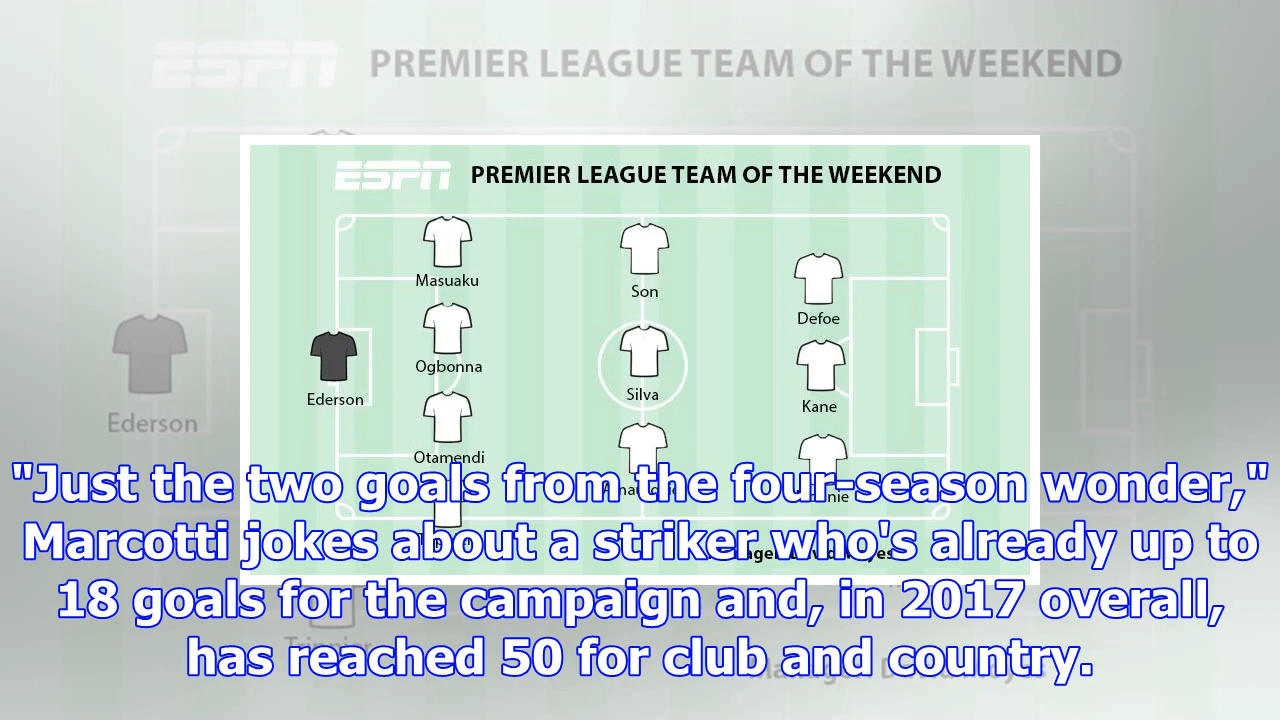 ESPN PREMIER LEAGUE TEAM OF THE WEEKEND
ESPN PREMIER LEAGUE TEAM OF THE WEEKEND
Masuaku
Son
Defoe
Ogbonna
Ederson
Silva
Kane
Ederson
Otamendi
"Just the two goals from the four-season wonder,"
Marcotti jokes about a striker who's already up to
18 goals for the campaign and, in 2017 overall,
has reached 50 for club and country.